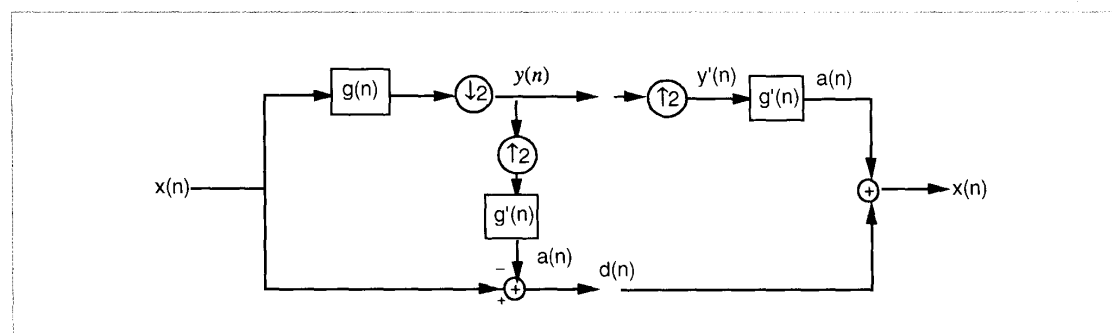 g(n) ↓2 y(n) ↑2 y'(n) g'(n) a(n)
↑2
x(n) + x(n)
g'(n)
− a(n) d(n)
+ +